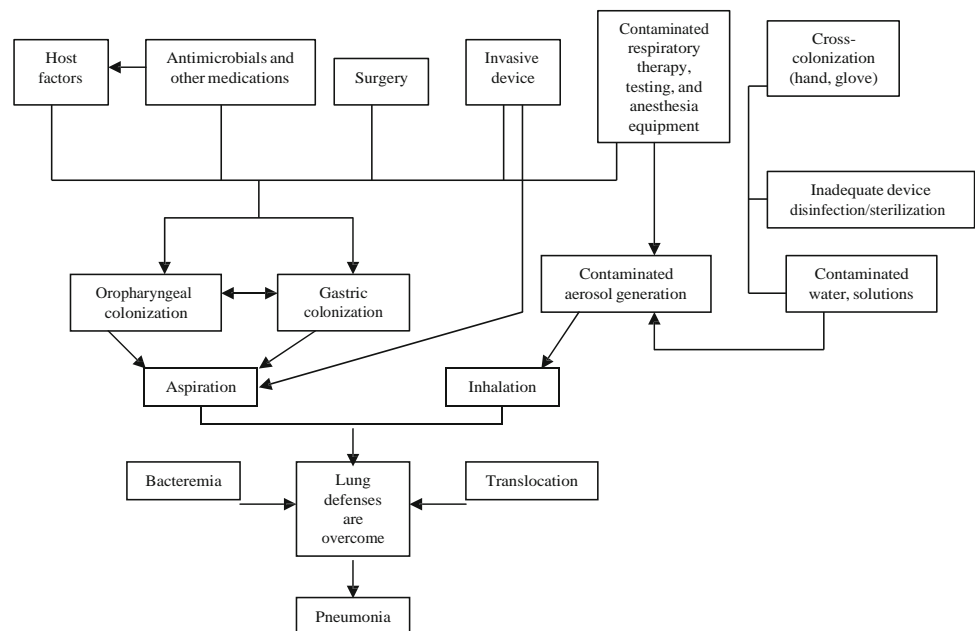 Host
factors
Antimicrobials and
other medications
Surgery
Invasive
device
Contaminated
respiratory
therapy,
testing, and
anesthesia
equipment
Cross-
colonization
(hand, glove)
Inadequate device
disinfection/sterilization
Contaminated
water, solutions
Oropharyngeal
colonization
Gastric
colonization
Contaminated
aerosol generation
Aspiration
Inhalation
Bacteremia
Lung
defenses
are
overcome
Translocation
Pneumonia